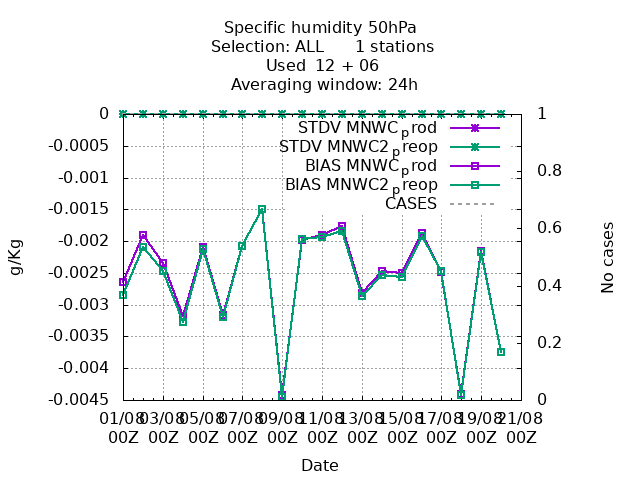 Specific humidity 50hPa
Selection: ALL 1 stations
Used 12 + 06
Averaging window: 24h
0
-0.0005
-0.001
-0.0015
-0.002
-0.0025
-0.003
-0.0035
-0.004
-0.0045
g/Kg
STDV MNWCprod
STDV MNWC2preop
BIAS MNWCprod
BIAS MNWC2preop
CASES
1
0.8
0.6
0.4
0.2
0
No cases
01/08 03/08 05/08 07/08 09/08 11/08 13/08 15/08 17/08 19/08 21/08
00Z 00Z 00Z 00Z 00Z 00Z 00Z 00Z 00Z 00Z 00Z
Date